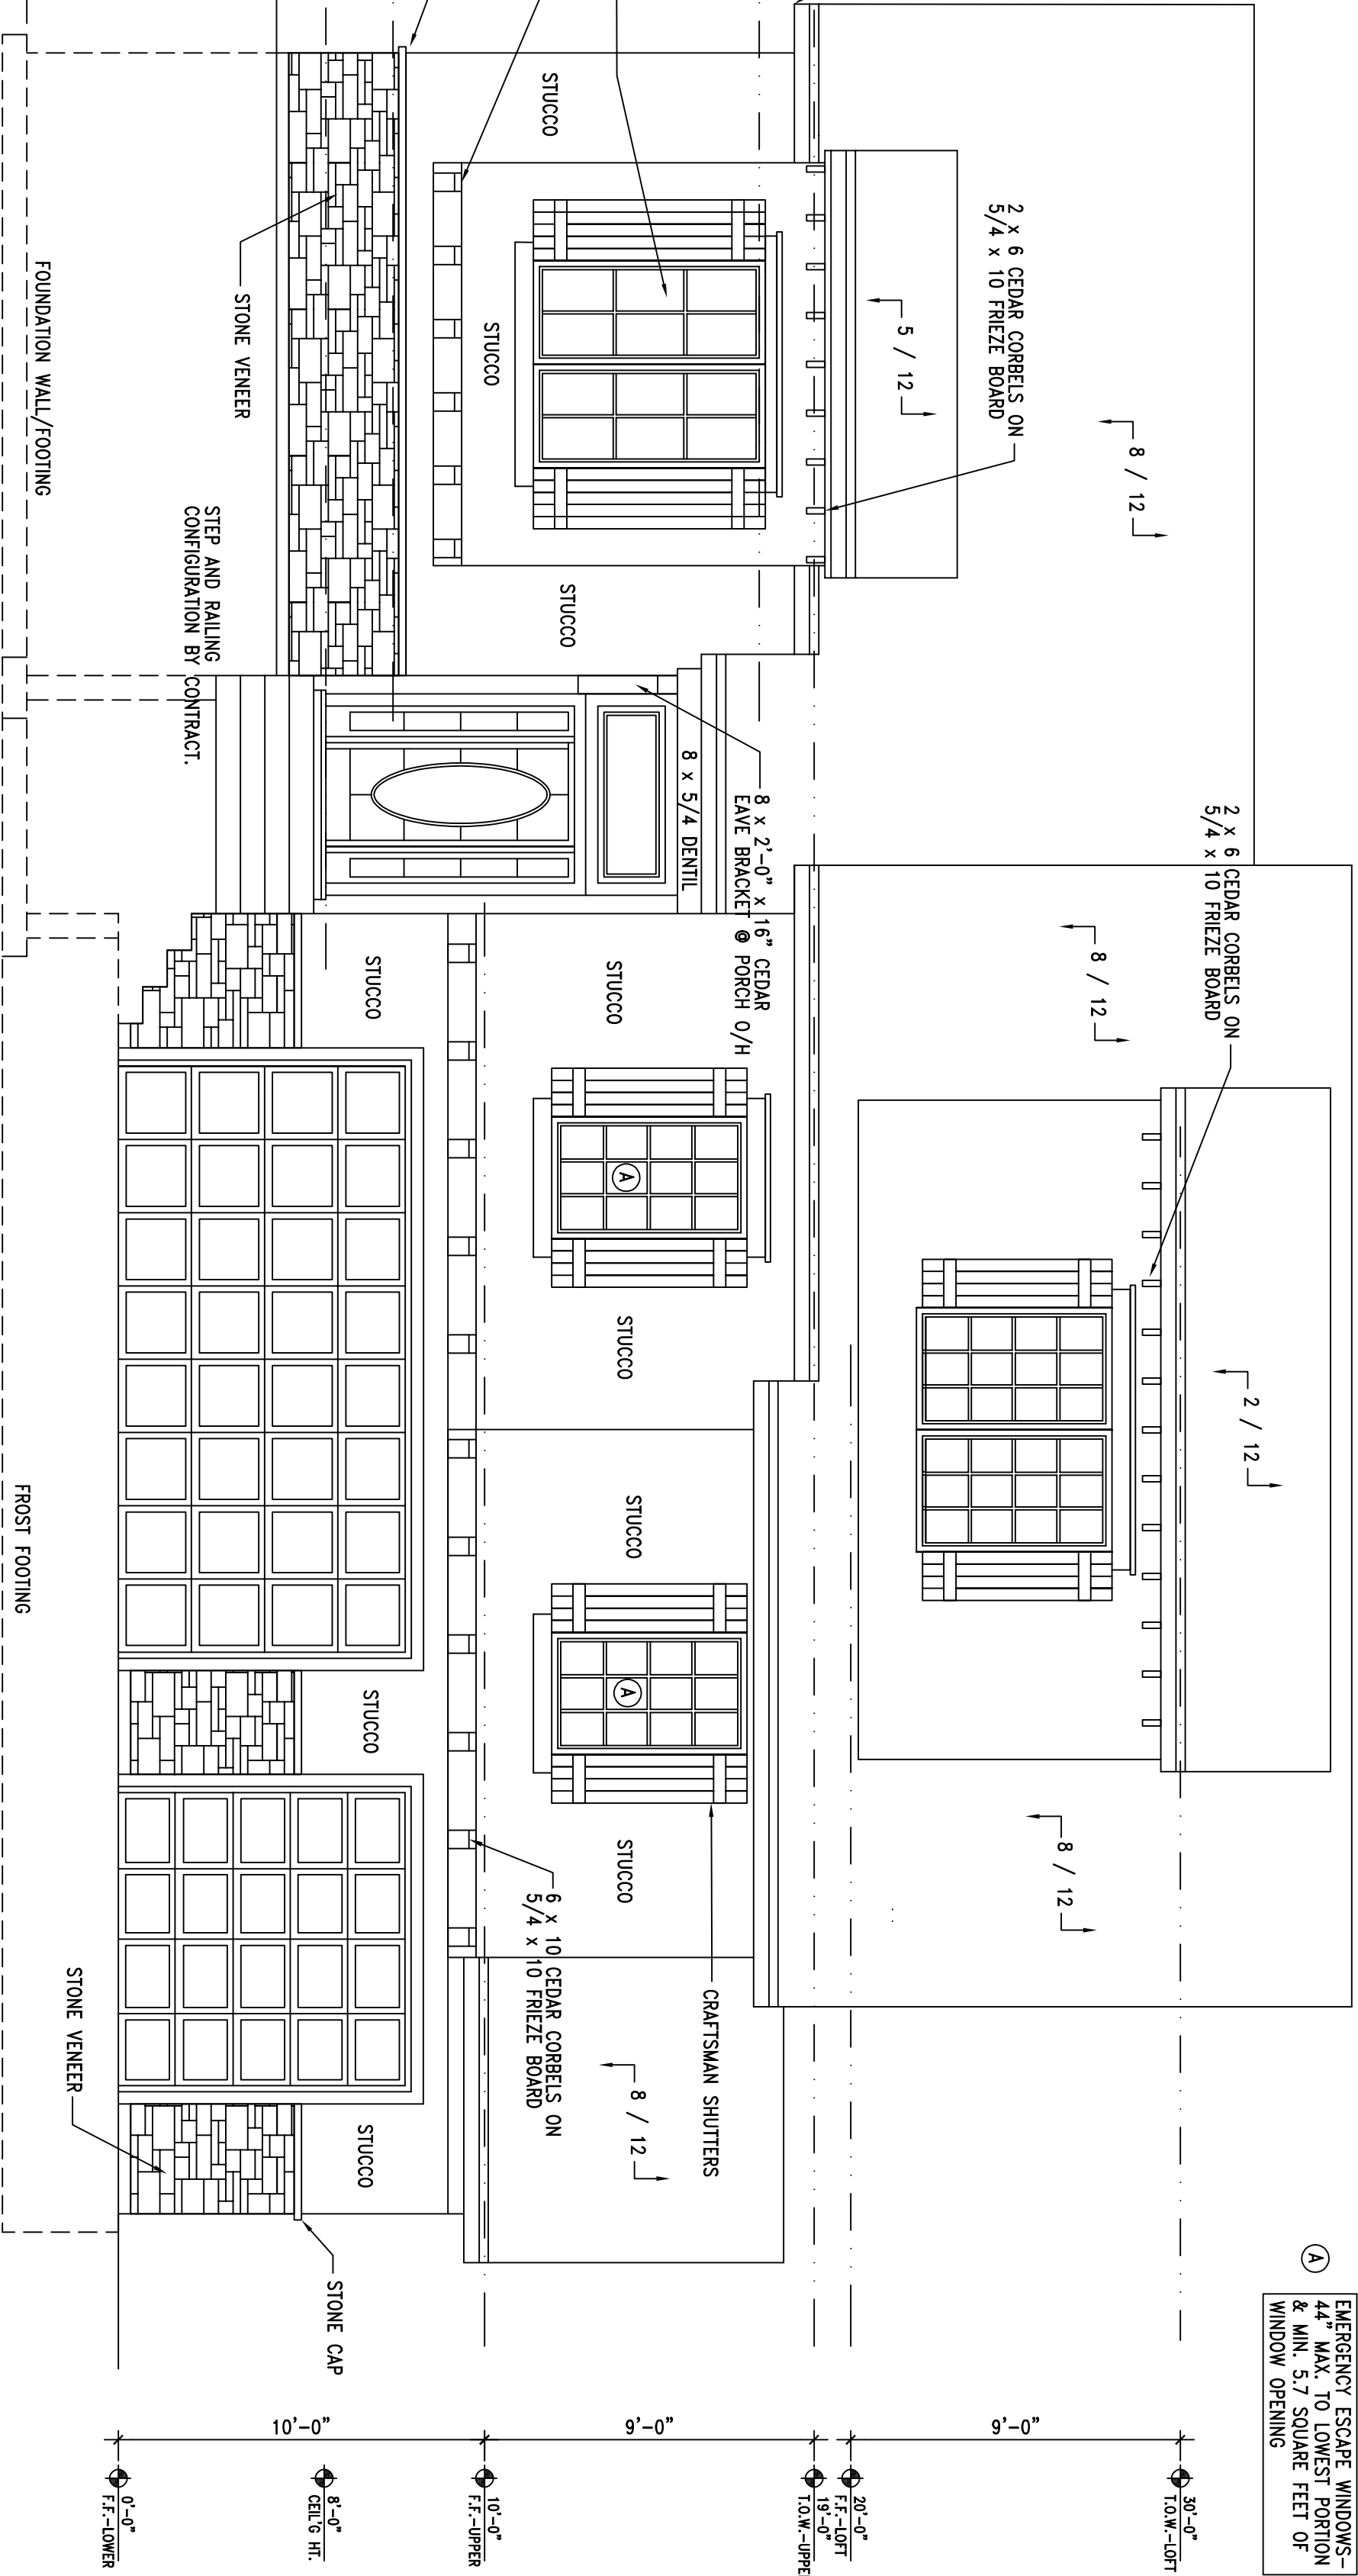 EMERGENCY ESCAPE WINDOWS-
44" MAX. TO LOWEST PORTION
& MIN. 5.7 SQUARE FEET OF
WINDOW OPENING
A
2 x 6 CEDAR CORBELS ON
5/4 x 10 FRIEZE BOARD
2 / 12
8 / 12
8 / 12
8 / 12
2 x 6 CEDAR CORBELS ON
5/4 x 10 FRIEZE BOARD
5 / 12
30'-0"
T.O.W.-LOFT
9'-0"
20'-0"
F.F.-LOFT
19'-0"
T.O.W.-UPPE
9'-0"
8 x 2'-0" x 16" CEDAR
EAVE BRACKET @ PORCH O/H
8 x 5/4 DENTIL
CRAFTSMAN SHUTTERS
8 / 12
STUCCO
STUCCO
STUCCO
STUCCO
STUCCO
STUCCO
STUCCO
A
A
STUCCO
6 x 10 CEDAR CORBELS ON
5/4 x 10 FRIEZE BOARD
10'-0"
F.F.-UPPER
STUCCO
STUCCO
STUCCO
STONE CAP
8'-0"
CEIL'G HT.
10'-0"
STONE VENEER
STEP AND RAILING
CONFIGURATION BY CONTRACT.
STONE VENEER
0'-0"
F.F.-LOWER
FOUNDATION WALL/FOOTING
FROST FOOTING